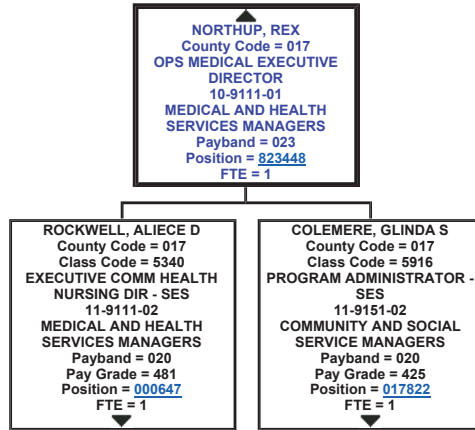 NORTHUP, REX
County Code = 017
OPS MEDICAL EXECUTIVE
DIRECTOR
10-9111-01
MEDICAL AND HEALTH
SERVICES MANAGERS
Payband = 023
Position = 823448
FTE = 1
ROCKWELL, ALIECE D
County Code = 017
Class Code = 5340
EXECUTIVE COMM HEALTH
NURSING DIR - SES
11-9111-02
MEDICAL AND HEALTH
SERVICES MANAGERS
Payband = 020
Pay Grade = 481
Position = 000647
FTE = 1
COLEMERE, GLINDA S
County Code = 017
Class Code = 5916
PROGRAM ADMINISTRATOR -
SES
11-9151-02
COMMUNITY AND SOCIAL
SERVICE MANAGERS
Payband = 020
Pay Grade = 425
Position = 017822
FTE = 1